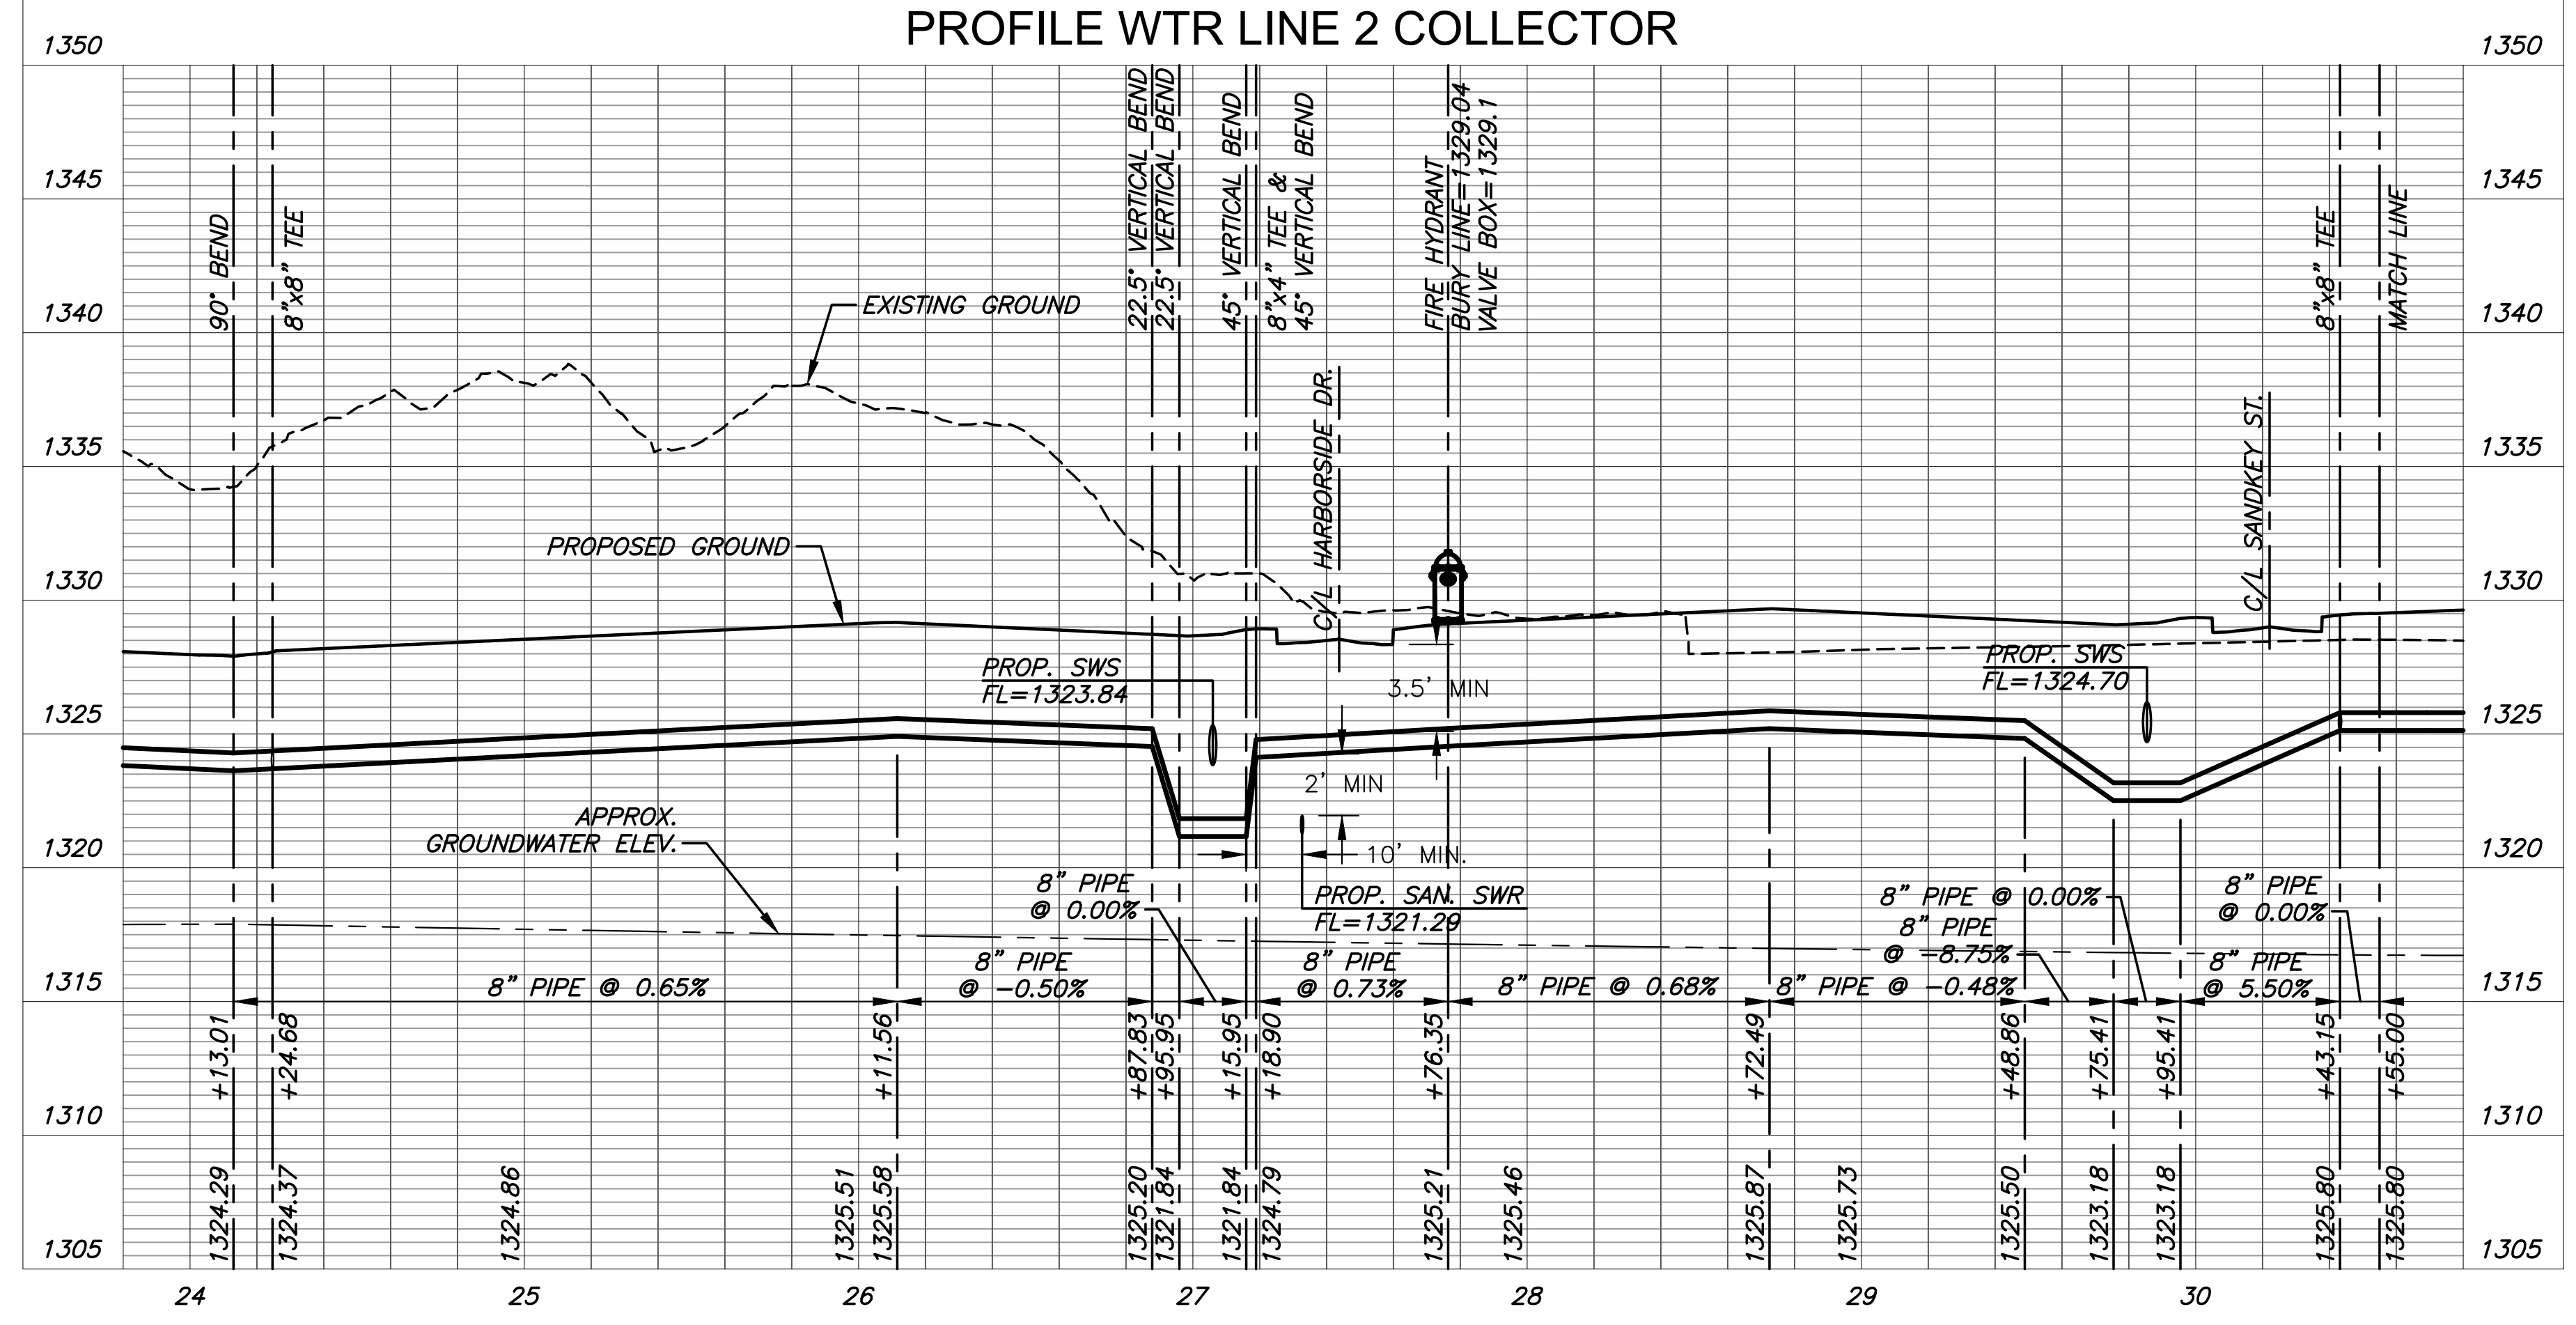 PROFILE WTR LINE 2 COLLECTOR
1350
1350
1345
1345
1340
1340
1335
1335
1330
1330
1325
1325
1320
1320
1315
1315
1310
1310
1305
1305
90° BEND
8"x8" TEE
22.5° VERTICAL BEND
22.5° VERTICAL BEND
45° VERTICAL BEND
8"x4" TEE &
45° VERTICAL BEND
FIRE HYDRANT
BURY LINE=1329.04
VALVE BOX=1329.1
8"x8" TEE
MATCH LINE
EXISTING GROUND
C/L HARBORSIDE DR.
C/L SANDKEY ST.
PROPOSED GROUND
PROP. SWS
FL=1323.84
3.5' MIN
PROP. SWS
FL=1324.70
2' MIN
APPROX.
GROUNDWATER ELEV.
10' MIN.
PROP. SAN. SWR
FL=1321.29
8" PIPE
@ 0.00%
8" PIPE @ 0.00%
8" PIPE
@ 0.00%
8" PIPE
@ -8.75%
8" PIPE @ 0.65%
8" PIPE
@ -0.50%
8" PIPE
@ 0.73%
8" PIPE @ 0.68%
8" PIPE @ -0.48%
8" PIPE
@ 5.50%
+13.01
+24.68
+11.56
+87.83
+95.95
+15.95
+18.90
+76.35
+72.49
+48.86
+75.41
+95.41
+43.15
+55.00
1324.29
1324.37
1324.86
1325.51
1325.58
1325.20
1321.84
1321.84
1324.79
1325.21
1325.46
1325.87
1325.73
1325.50
1323.18
1323.18
1325.80
1325.80
24
25
26
27
28
29
30